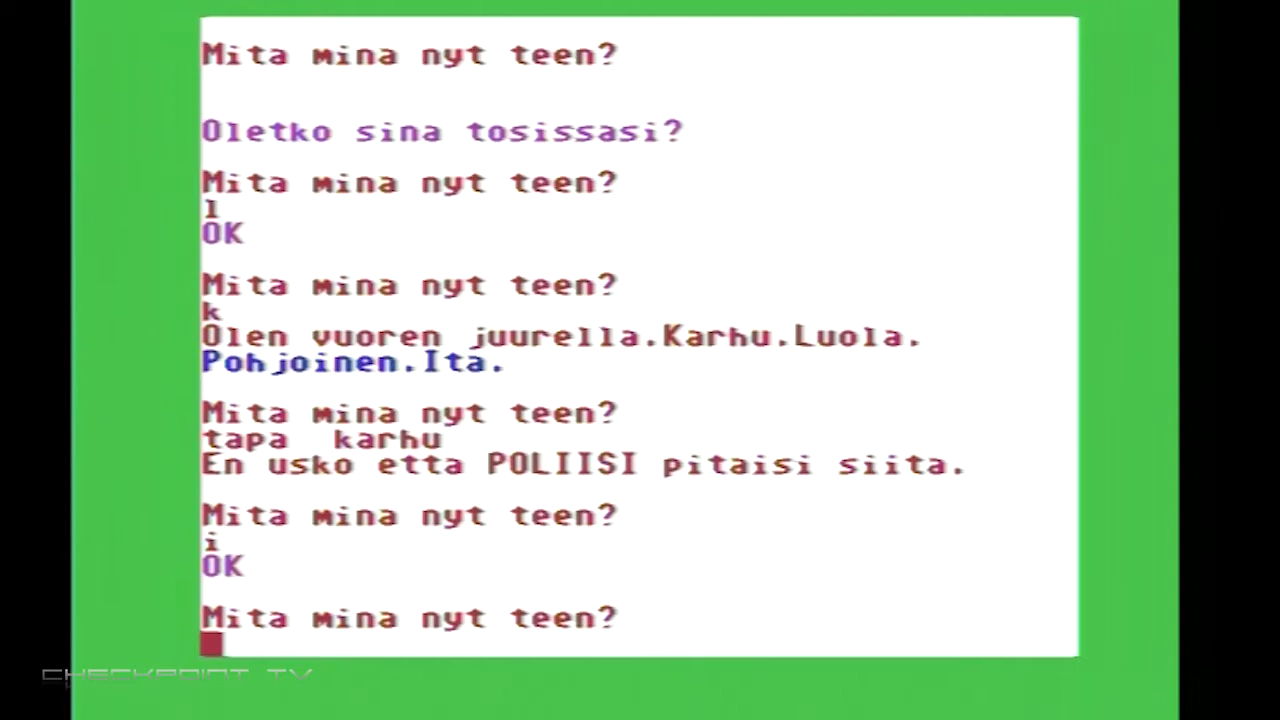 Mita mina nyt teen?
Oletko sina tosissasi?
Mita mina nyt teen?
l
OK
Mita mina nyt teen?
k
Olen vuoren juurella.Karhu.Luola.
Pohjoinen.Ita.
Mita mina nyt teen?
tapa  karhu
En usko etta POLIISI pitaisi siita.
Mita mina nyt teen?
i
OK
Mita mina nyt teen?
CHECKPOINT TV